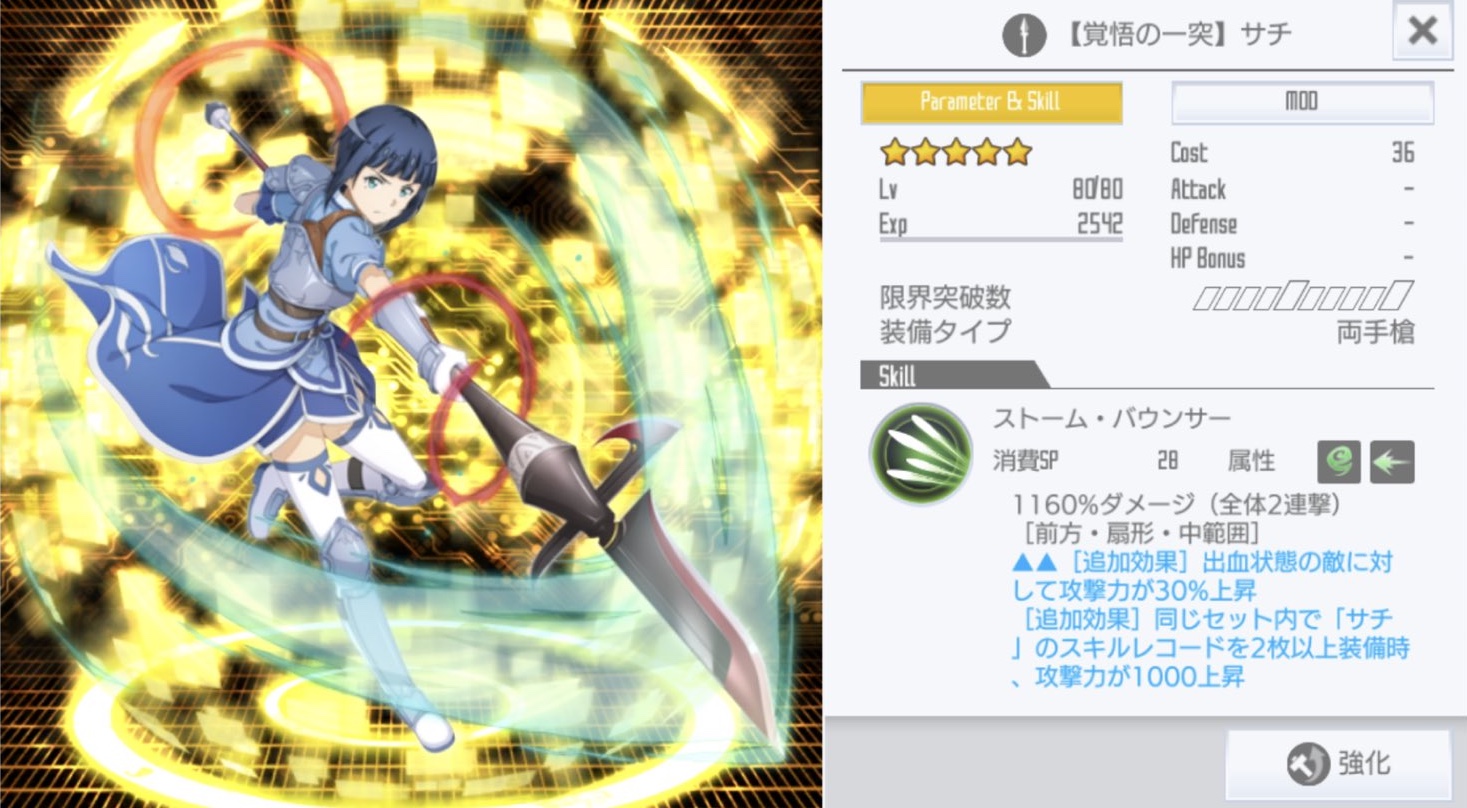 【覚悟の一突】サチ
Parameter & Skill
MOD
Lv 80/80
Exp 2542
Cost 36
Attack -
Defense -
HP Bonus -
限界突破数
装備タイプ 両手槍
Skill
ストーム・バウンサー
消費SP 28 属性
1160%ダメージ（全体2連撃）
［前方・扇形・中範囲］
▲▲［追加効果］出血状態の敵に対
して攻撃力が30%上昇
［追加効果］同じセット内で「サチ
」のスキルレコードを2枚以上装備時
、攻撃力が1000上昇
強化